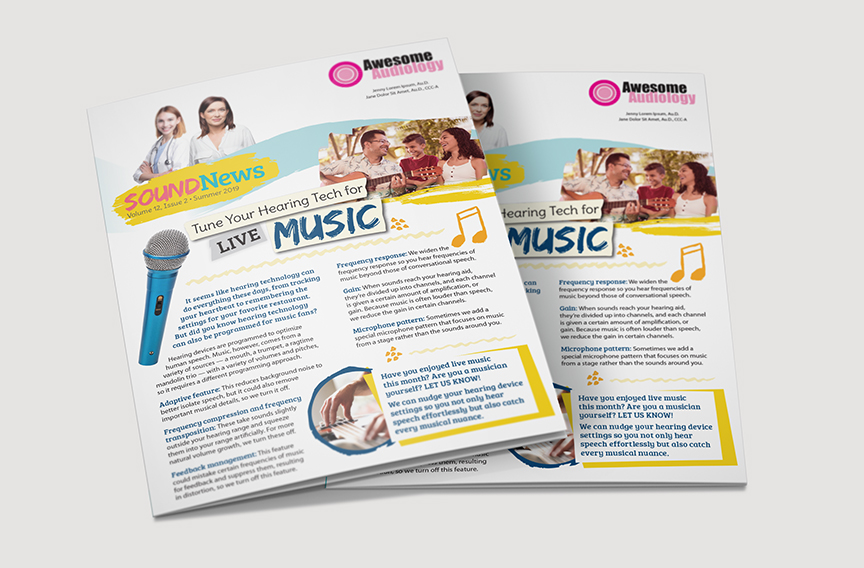 Awesome
Audiology
Jenny Lorem Ipsum, Au.D.
Jane Dolor Sit Amet, Au.D., CCC-A
SOUNDNews
Volume 12, Issue 2 • Summer 2019
Tune Your Hearing Tech for
LIVE MUSIC
It seems like hearing technology can
do everything these days, from tracking
your heartbeat to remembering the
settings for your favorite restaurant.
But did you know hearing technology
can also be programmed for music fans?
Hearing devices are programmed to optimize
human speech. Music, however, comes from a
variety of sources — a mouth, a trumpet, a ragtime
mandolin trio — with a variety of volumes and pitches,
so it requires a different programming approach.
Adaptive feature: This reduces background noise to
better isolate speech, but it could also remove
important musical details, so we turn it off.
Frequency compression and frequency
transposition: These take sounds slightly
outside your hearing range and squeeze
them into your range artificially. For more
natural volume growth, we turn these off.
Feedback management: This feature
could mistake certain frequencies of music
for feedback and suppress them, resulting
in distortion, so we turn off this feature.
Frequency response: We widen the
frequency response so you hear frequencies of
music beyond those of conversational speech.
Gain: When sounds reach your hearing aid,
they're divided up into channels, and each channel
is given a certain amount of amplification, or
gain. Because music is often louder than speech,
we reduce the gain in certain channels.
Microphone pattern: Sometimes we add a
special microphone pattern that focuses on music
from a stage rather than the sounds around you.
Have you enjoyed live music
this month? Are you a musician
yourself? LET US KNOW!
We can nudge your hearing device
settings so you not only hear
speech effortlessly but also catch
every musical nuance.
Awesome
Audiology
Jenny Lorem Ipsum, Au.D.
Jane Dolor Sit Amet, Au.D., CCC-A
Hearing Tech for
MUSIC
Frequency response: We widen the
frequency response so you hear frequencies of
music beyond those of conversational speech.
Gain: When sounds reach your hearing aid,
they're divided up into channels, and each channel
is given a certain amount of amplification, or
gain. Because music is often louder than speech,
we reduce the gain in certain channels.
Microphone pattern: Sometimes we add a
special microphone pattern that focuses on music
from a stage rather than the sounds around you.
Have you enjoyed live music
this month? Are you a musician
yourself? LET US KNOW!
We can nudge your hearing device
settings so you not only hear
speech effortlessly but also catch
every musical nuance.
them, resulting
in distortion, so we turn off this feature.